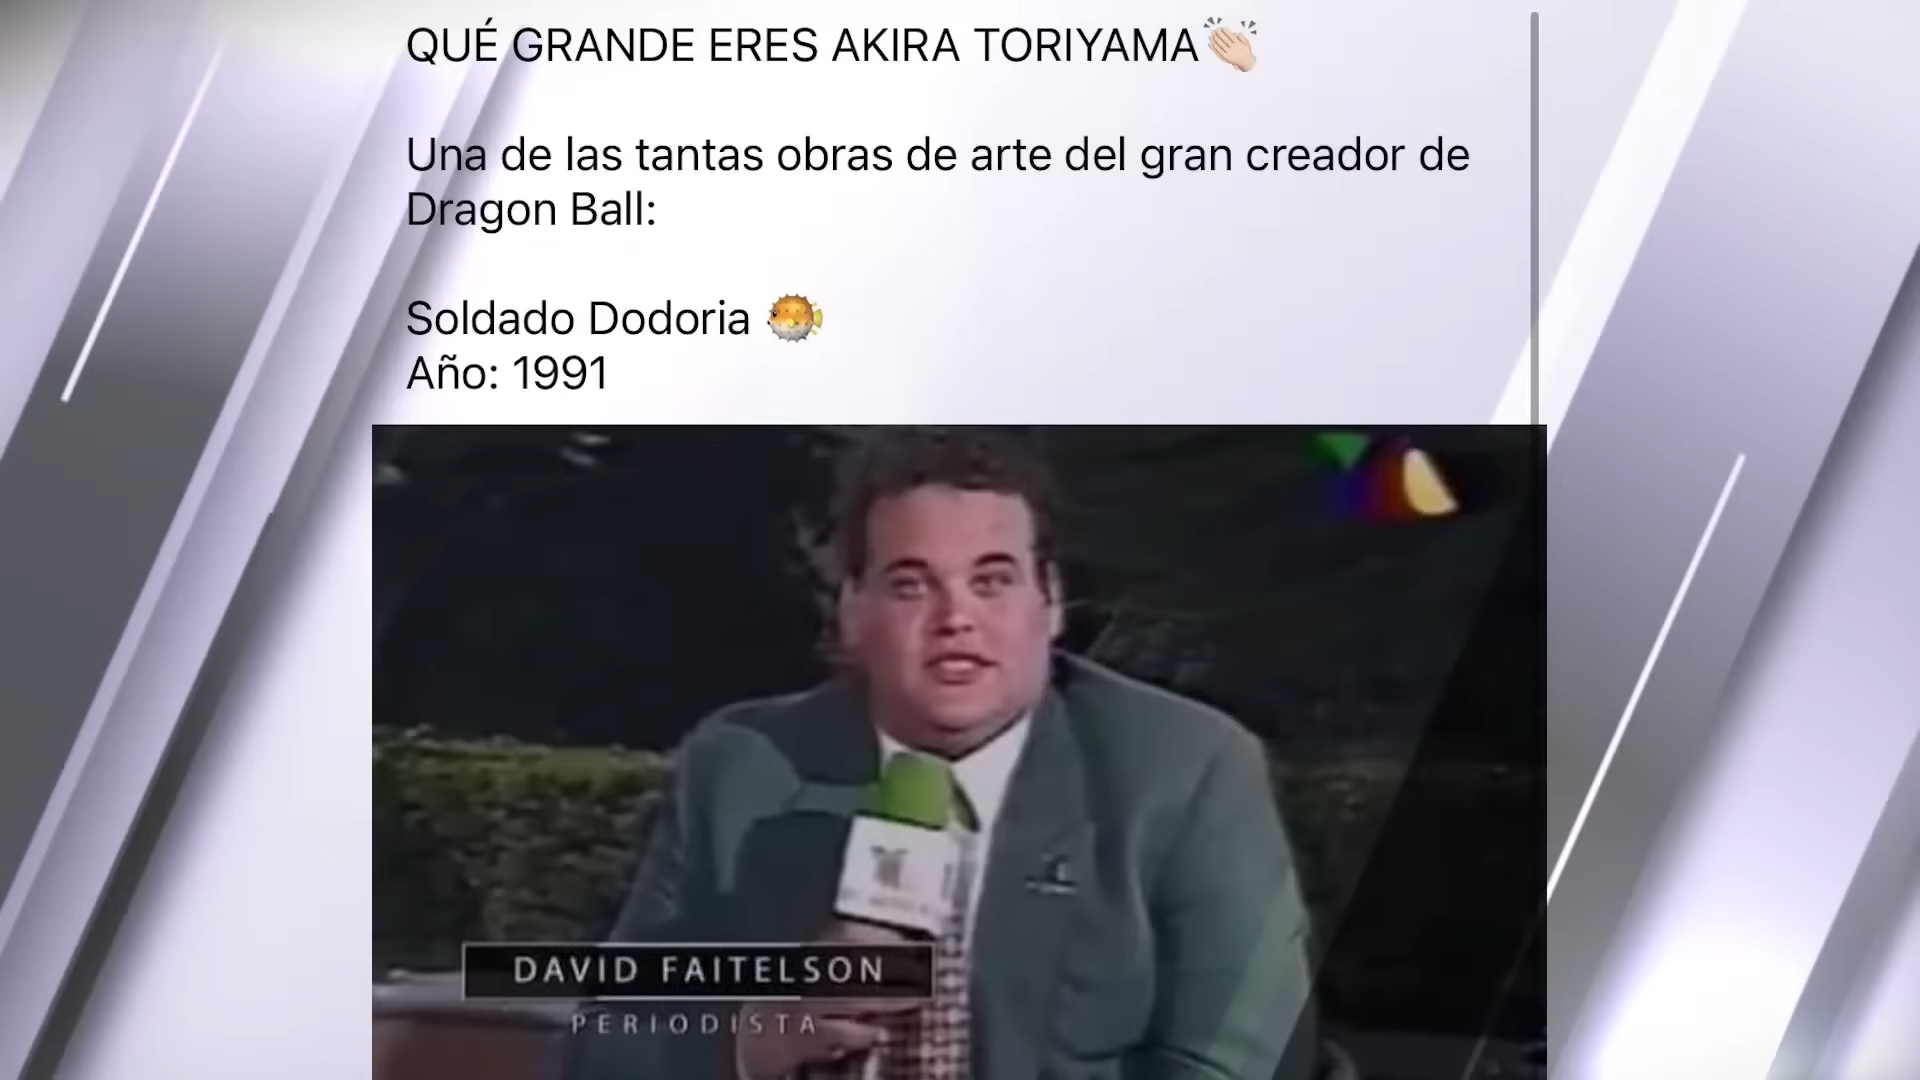 QUÉ GRANDE ERES AKIRA TORIYAMA👏🏼
Una de las tantas obras de arte del gran creador de
Dragon Ball:
Soldado Dodoria 🐡
Año: 1991
DAVID FAITELSON
PERIODISTA